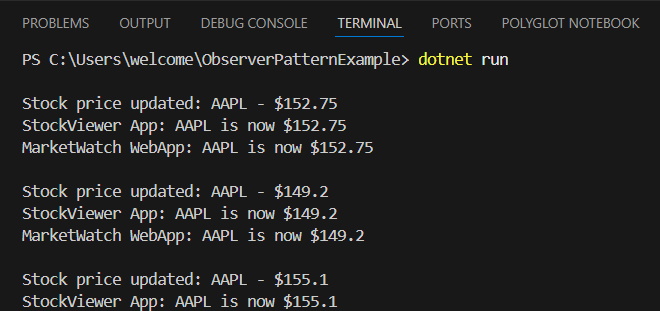 PROBLEMS OUTPUT DEBUG CONSOLE TERMINAL PORTS POLYGLOT NOTEBOOK
PS C:\Users\welcome\ObserverPatternExample> dotnet run
Stock price updated: AAPL - $152.75
StockViewer App: AAPL is now $152.75
MarketWatch WebApp: AAPL is now $152.75
Stock price updated: AAPL - $149.2
StockViewer App: AAPL is now $149.2
MarketWatch WebApp: AAPL is now $149.2
Stock price updated: AAPL - $155.1
StockViewer App: AAPL is now $155.1